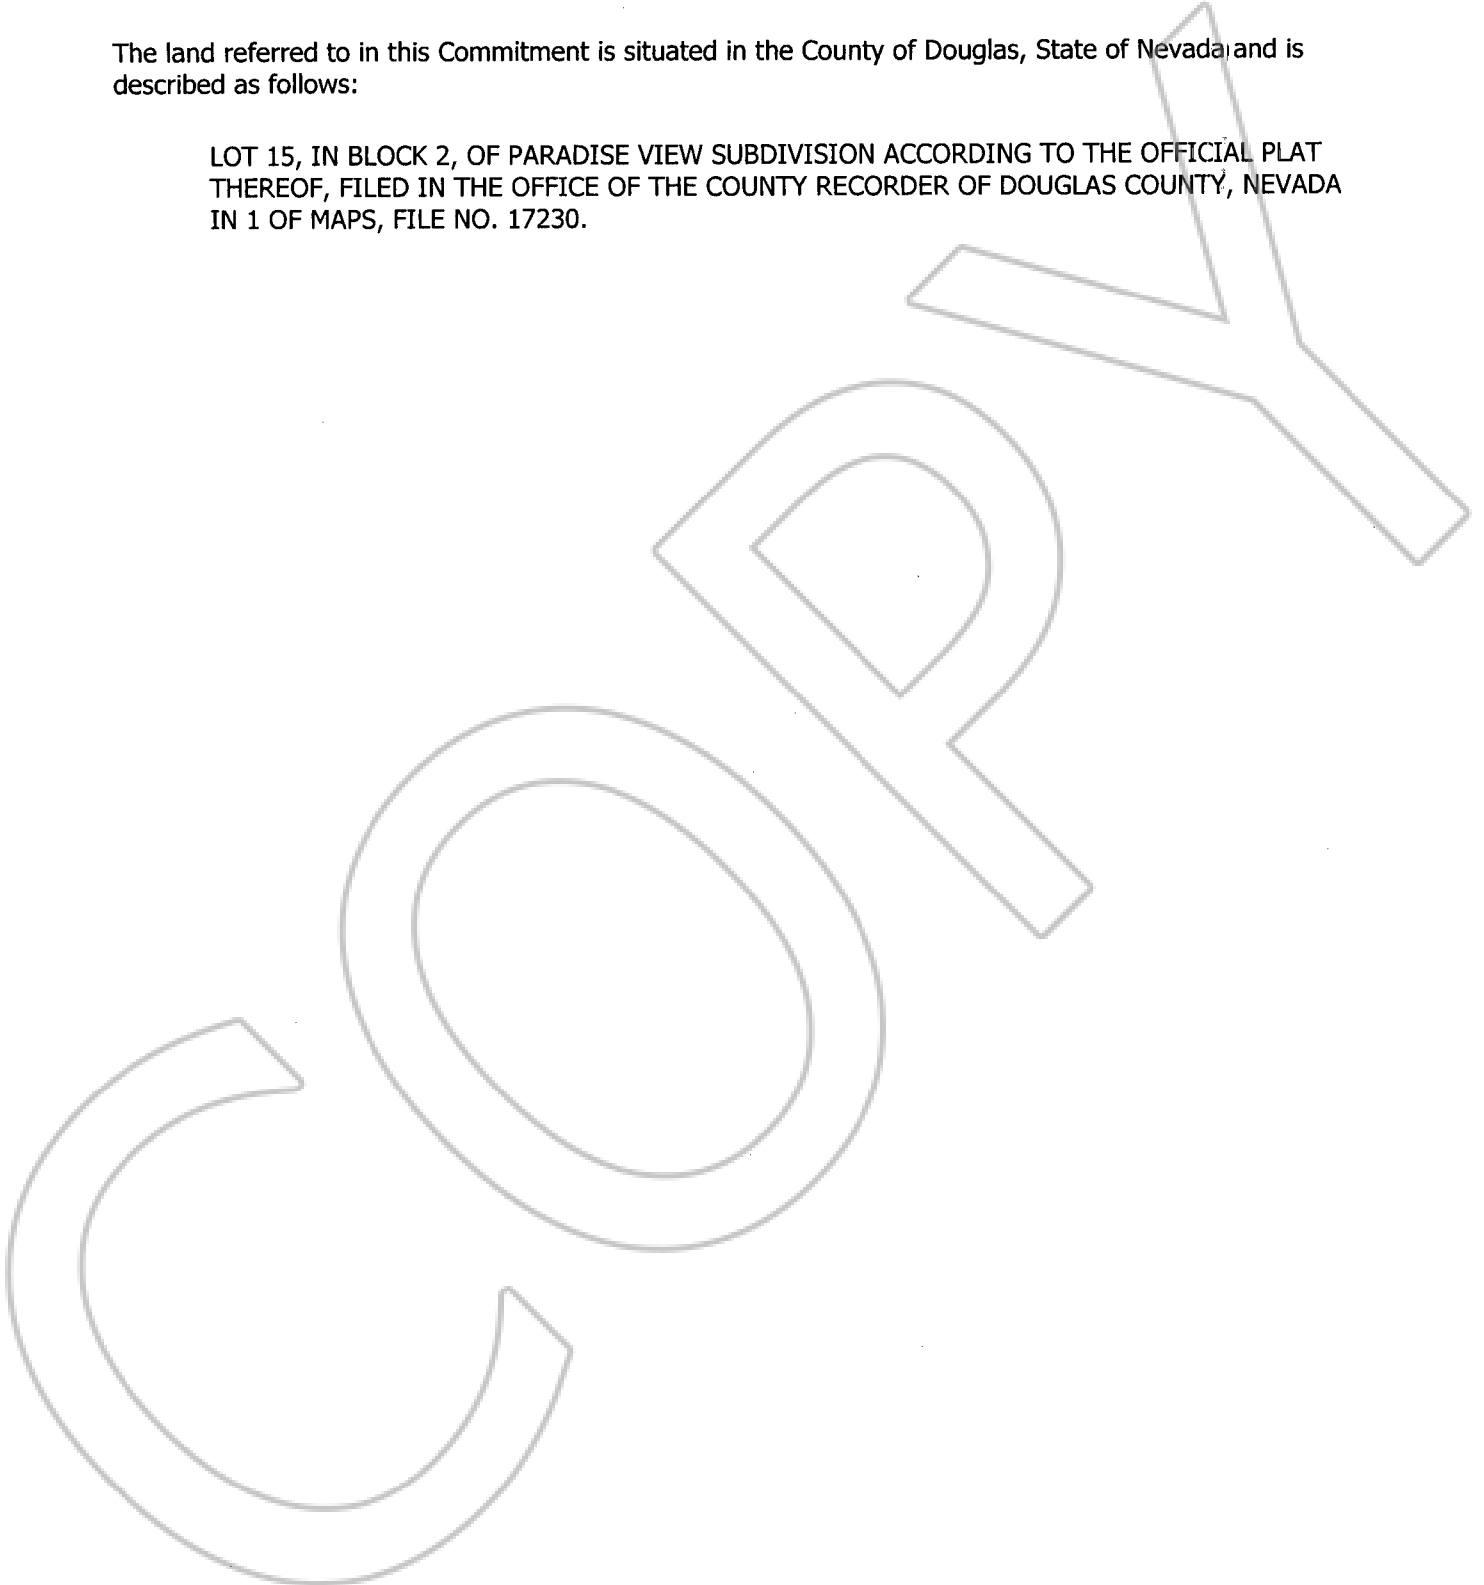 The land referred to in this Commitment is situated in the County of Douglas, State of Nevada and is
described as follows:
LOT 15, IN BLOCK 2, OF PARADISE VIEW SUBDIVISION ACCORDING TO THE OFFICIAL PLAT
THEREOF, FILED IN THE OFFICE OF THE COUNTY RECORDER OF DOUGLAS COUNTY, NEVADA
IN 1 OF MAPS, FILE NO. 17230.
COPY